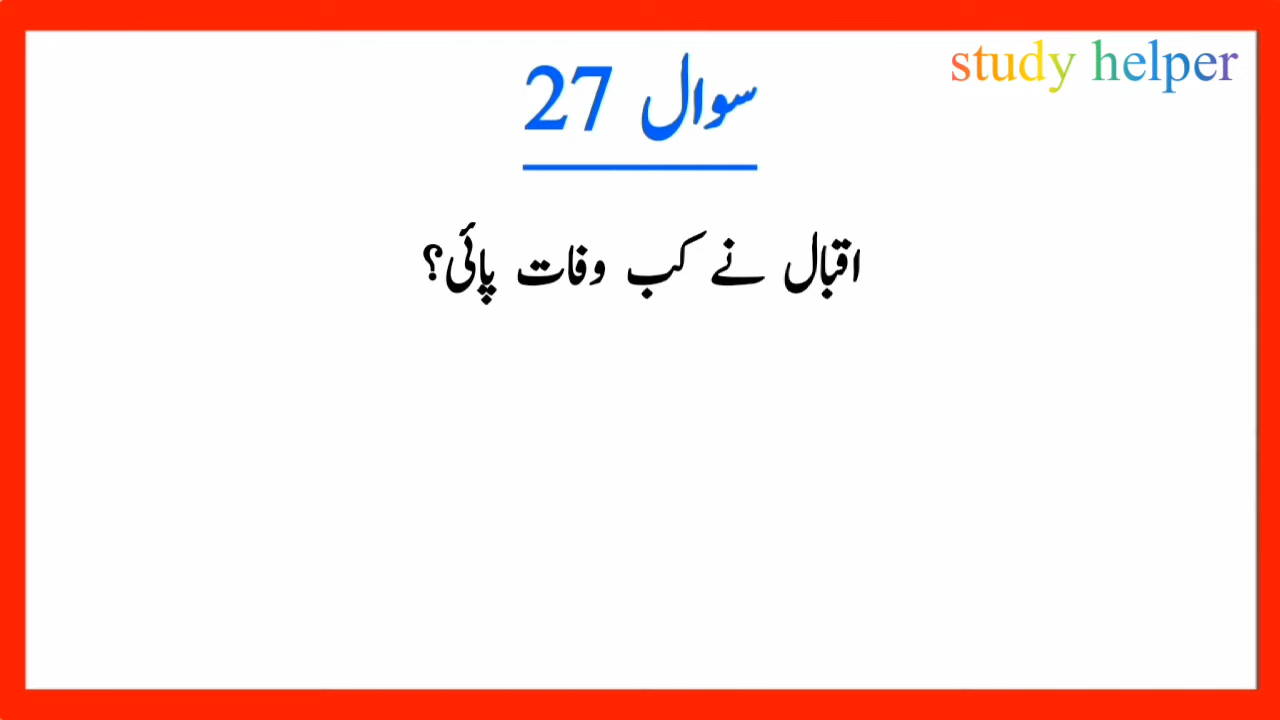 study helper
سوال 27
اقبال نے کب وفات پائی؟